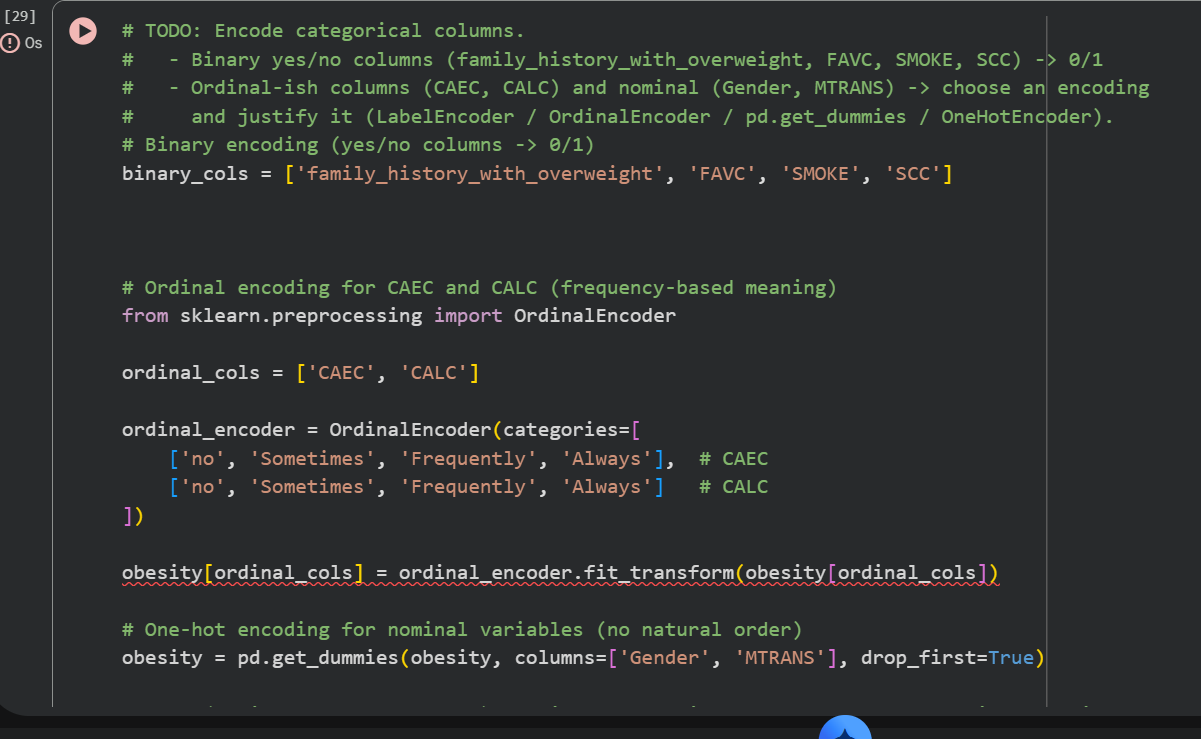 [29]
0s
# TODO: Encode categorical columns.
#   - Binary yes/no columns (family_history_with_overweight, FAVC, SMOKE, SCC) -> 0/1
#   - Ordinal-ish columns (CAEC, CALC) and nominal (Gender, MTRANS) -> choose an encoding
#     and justify it (LabelEncoder / OrdinalEncoder / pd.get_dummies / OneHotEncoder).
# Binary encoding (yes/no columns -> 0/1)
binary_cols = ['family_history_with_overweight', 'FAVC', 'SMOKE', 'SCC']
# Ordinal encoding for CAEC and CALC (frequency-based meaning)
from sklearn.preprocessing import OrdinalEncoder
ordinal_cols = ['CAEC', 'CALC']
ordinal_encoder = OrdinalEncoder(categories=[
    ['no', 'Sometimes', 'Frequently', 'Always'],  # CAEC
    ['no', 'Sometimes', 'Frequently', 'Always']   # CALC
])
obesity[ordinal_cols] = ordinal_encoder.fit_transform(obesity[ordinal_cols])
# One-hot encoding for nominal variables (no natural order)
obesity = pd.get_dummies(obesity, columns=['Gender', 'MTRANS'], drop_first=True)